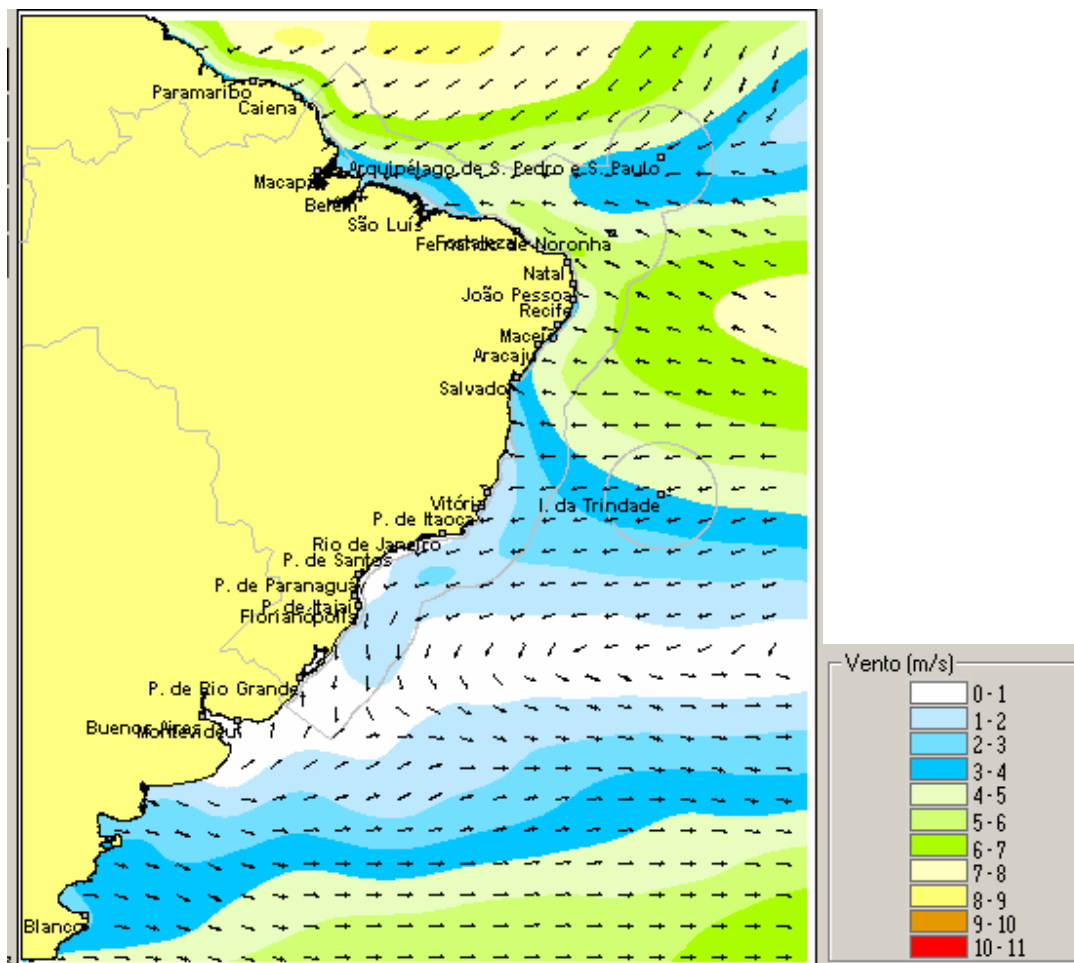 Paramaribo
Caiena
Arquipélago de S. Pedro e S. Paulo
Macapá
Belém
São Luís
Fortaleza
Fernando de Noronha
Natal
João Pessoa
Recife
Maceió
Aracaju
Salvado
Vitória
I. da Trindade
P. de Itaoca
Rio de Janeiro
P. de Santos
P. de Paranaguá
P. de Itajaí
Florianópolis
P. de Rio Grande
Buenos Aires
Montevideu
Blanco
Vento (m/s)
0 - 1
1 - 2
2 - 3
3 - 4
4 - 5
5 - 6
6 - 7
7 - 8
8 - 9
9 - 10
10 - 11